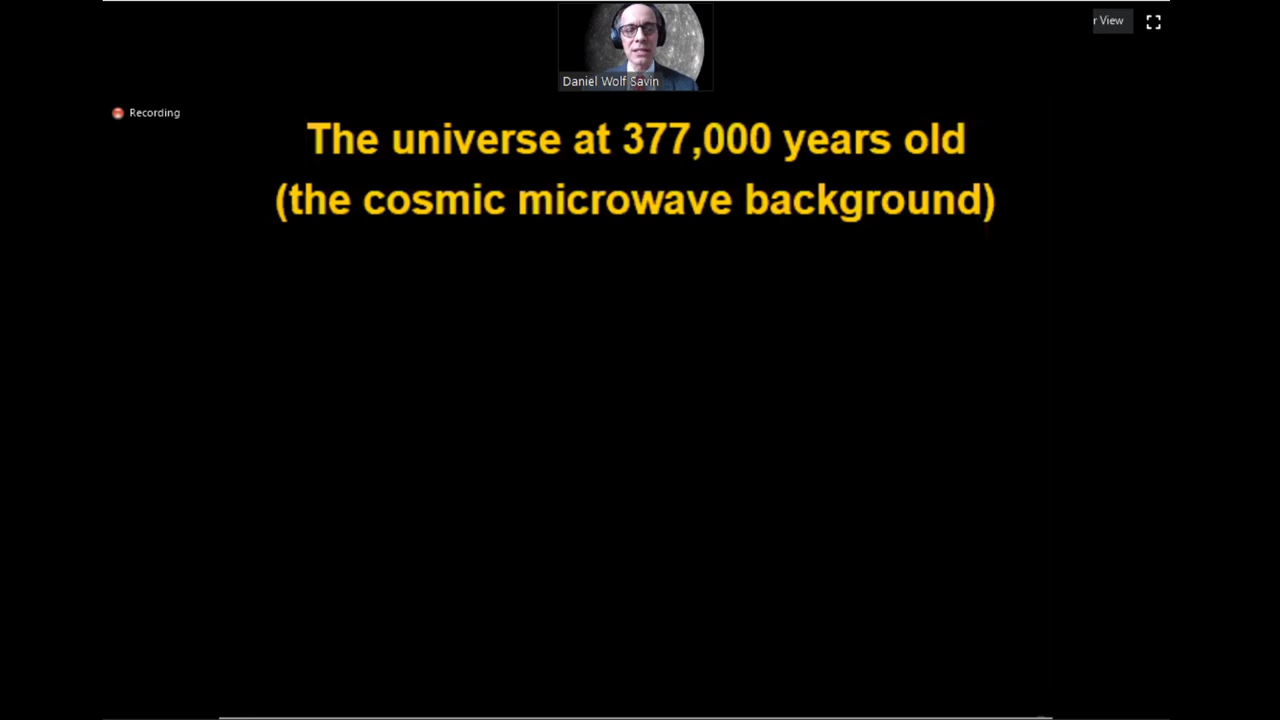 r View
Daniel Wolf Savin
Recording
The universe at 377,000 years old
(the cosmic microwave background)